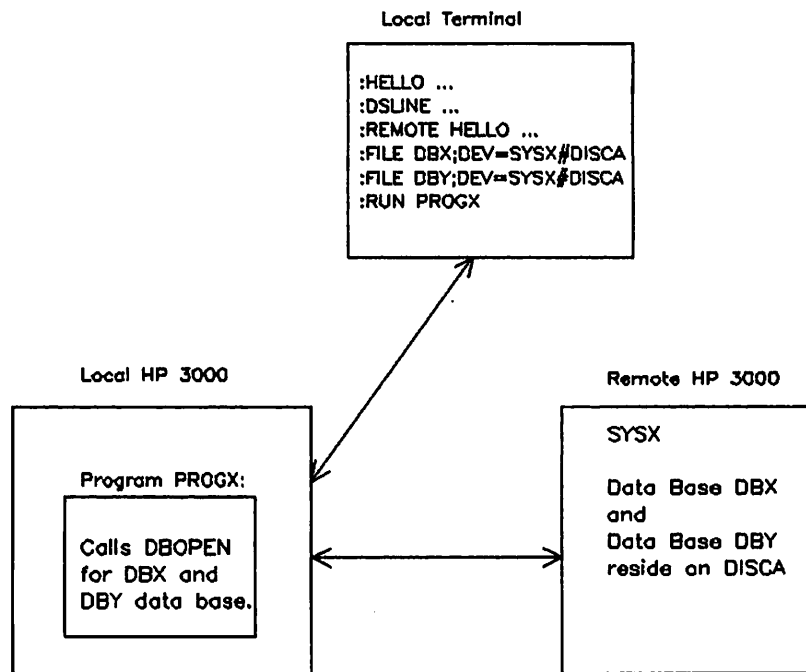 Local Terminal
:HELLO ...
:DSLINE ...
:REMOTE HELLO ...
:FILE DBX;DEV=SYSX#DISCA
:FILE DBY;DEV=SYSX#DISCA
:RUN PROGX
Local HP 3000
Program PROGX:
Calls DBOPEN
for DBX and
DBY data base.
Remote HP 3000
SYSX
Data Base DBX
and
Data Base DBY
reside on DISCA